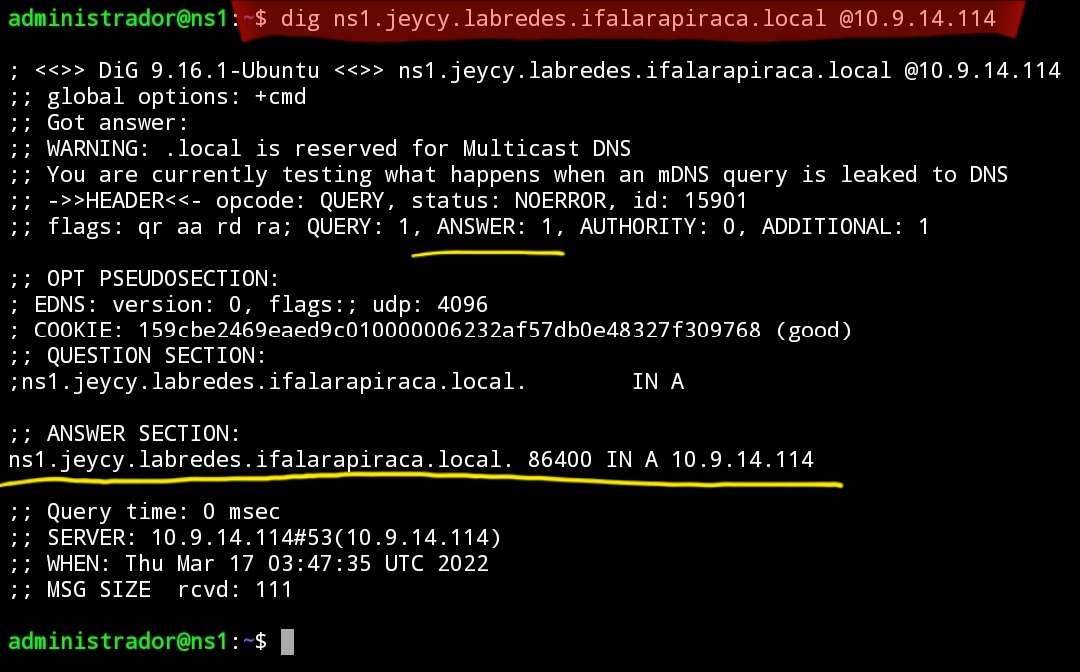 administrador@ns1:~$ dig ns1.jeycy.labredes.ifalarapiraca.local @10.9.14.114
; <<>> DiG 9.16.1-Ubuntu <<>> ns1.jeycy.labredes.ifalarapiraca.local @10.9.14.114
;; global options: +cmd
;; Got answer:
;; WARNING: .local is reserved for Multicast DNS
;; You are currently testing what happens when an mDNS query is leaked to DNS
;; ->>HEADER<<- opcode: QUERY, status: NOERROR, id: 15901
;; flags: qr aa rd ra; QUERY: 1, ANSWER: 1, AUTHORITY: 0, ADDITIONAL: 1
;; OPT PSEUDOSECTION:
; EDNS: version: 0, flags:; udp: 4096
; COOKIE: 159cbe2469eaed9c010000006232af57db0e48327f309768 (good)
;; QUESTION SECTION:
;ns1.jeycy.labredes.ifalarapiraca.local. IN A
;; ANSWER SECTION:
ns1.jeycy.labredes.ifalarapiraca.local. 86400 IN A 10.9.14.114
;; Query time: 0 msec
;; SERVER: 10.9.14.114#53(10.9.14.114)
;; WHEN: Thu Mar 17 03:47:35 UTC 2022
;; MSG SIZE rcvd: 111
administrador@ns1:~$